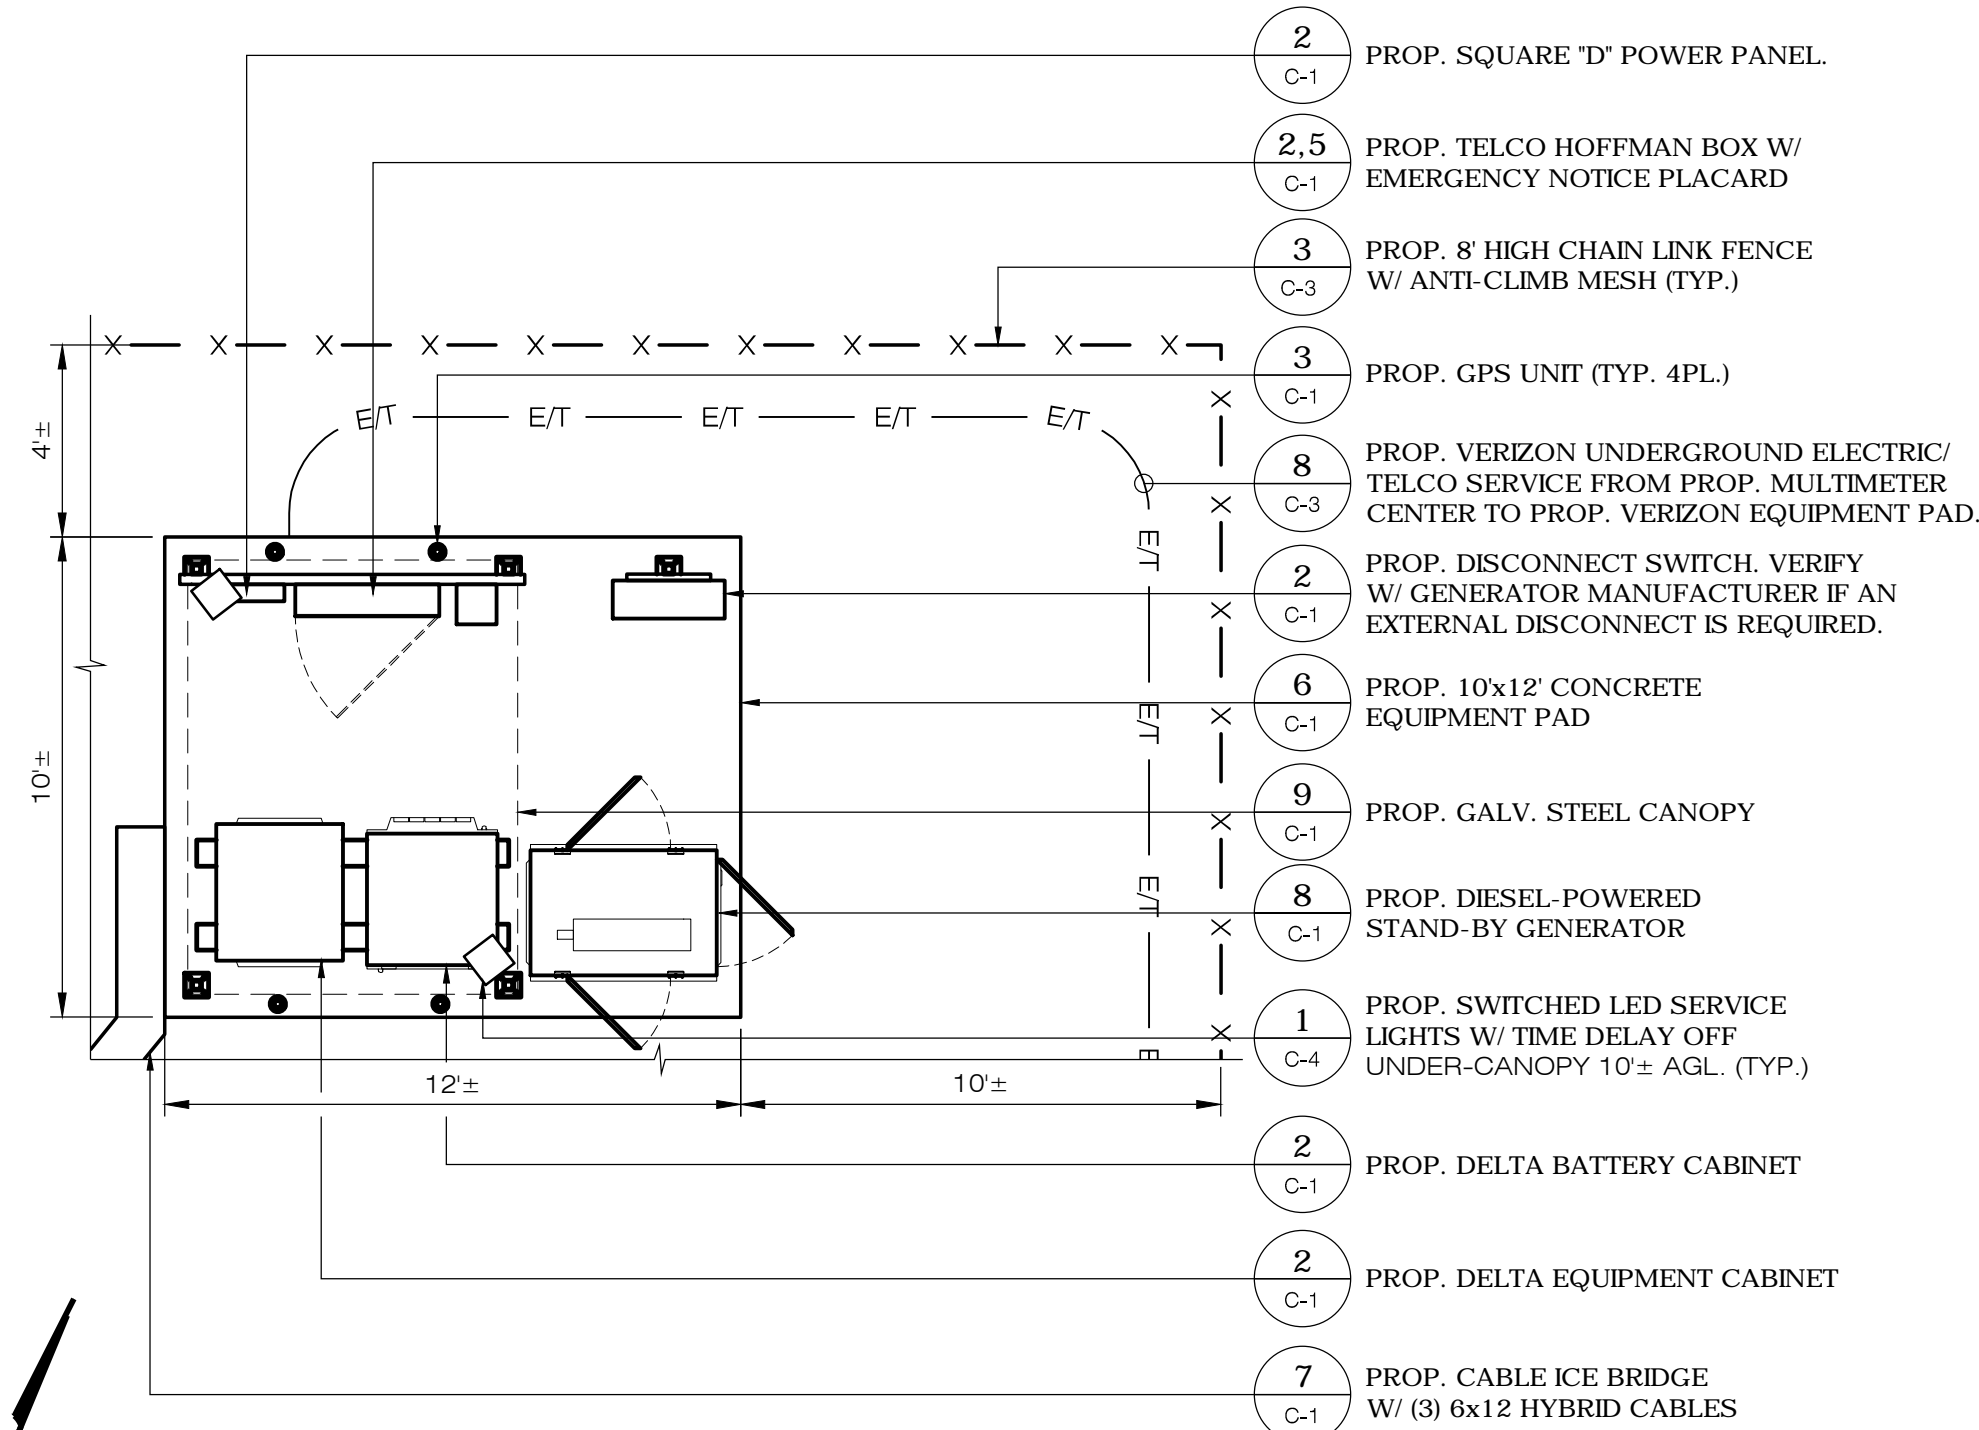 2
C-1
PROP. SQUARE "D" POWER PANEL.
2,5
C-1
PROP. TELCO HOFFMAN BOX W/
EMERGENCY NOTICE PLACARD
3
C-3
PROP. 8' HIGH CHAIN LINK FENCE
W/ ANTI-CLIMB MESH (TYP.)
3
C-1
PROP. GPS UNIT (TYP. 4PL.)
8
C-3
PROP. VERIZON UNDERGROUND ELECTRIC/
TELCO SERVICE FROM PROP. MULTIMETER
CENTER TO PROP. VERIZON EQUIPMENT PAD.
2
C-1
PROP. DISCONNECT SWITCH. VERIFY
W/ GENERATOR MANUFACTURER IF AN
EXTERNAL DISCONNECT IS REQUIRED.
6
C-1
PROP. 10'x12' CONCRETE
EQUIPMENT PAD
9
C-1
PROP. GALV. STEEL CANOPY
8
C-1
PROP. DIESEL-POWERED
STAND-BY GENERATOR
1
C-4
PROP. SWITCHED LED SERVICE
LIGHTS W/ TIME DELAY OFF
UNDER-CANOPY 10'± AGL. (TYP.)
2
C-1
PROP. DELTA BATTERY CABINET
2
C-1
PROP. DELTA EQUIPMENT CABINET
7
C-1
PROP. CABLE ICE BRIDGE
W/ (3) 6x12 HYBRID CABLES
X X X X X X X X X X X
X
X
X
X
X
X
X
E/T E/T E/T E/T E/T
E/T
E/T
E/T
E
4'±
10'±
12'±
10'±